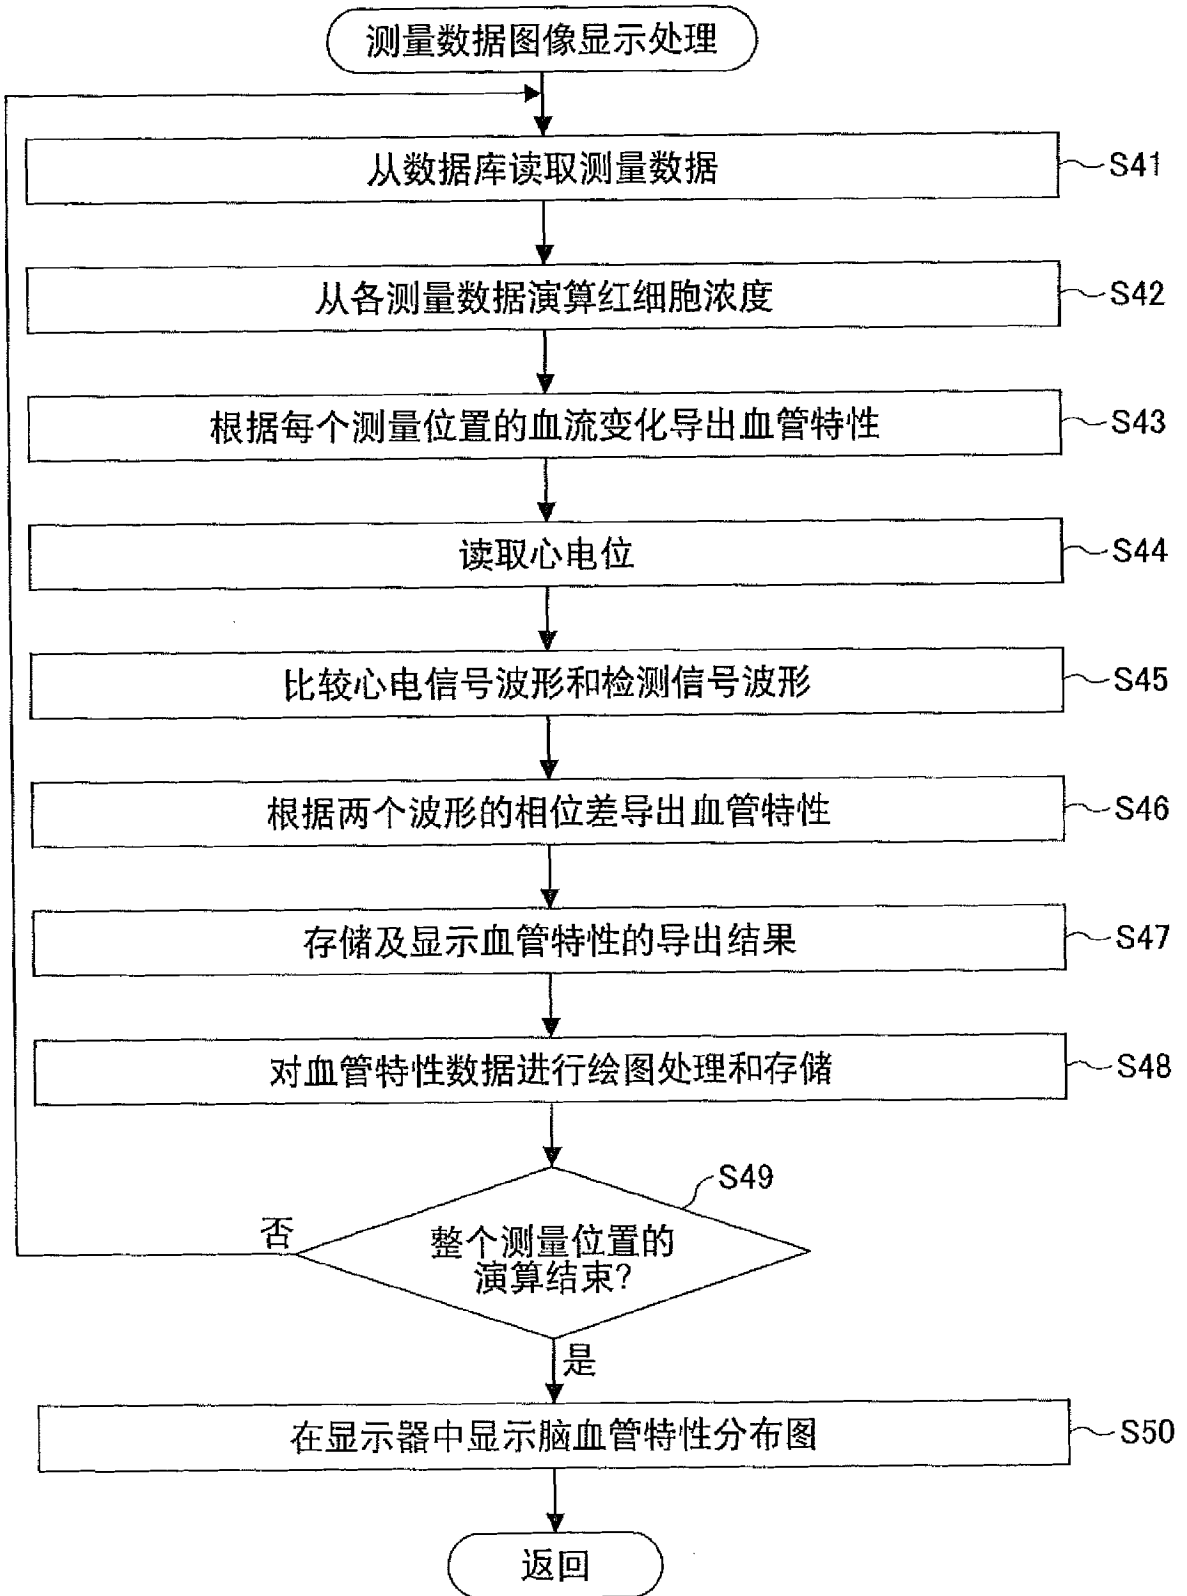 测量数据图像显示处理
从数据库读取测量数据
S41
从各测量数据演算红细胞浓度
S42
根据每个测量位置的血流变化导出血管特性
S43
读取心电位
S44
比较心电信号波形和检测信号波形
S45
根据两个波形的相位差导出血管特性
S46
存储及显示血管特性的导出结果
S47
对血管特性数据进行绘图处理和存储
S48
S49
否
整个测量位置的
演算结束?
是
在显示器中显示脑血管特性分布图
S50
返回